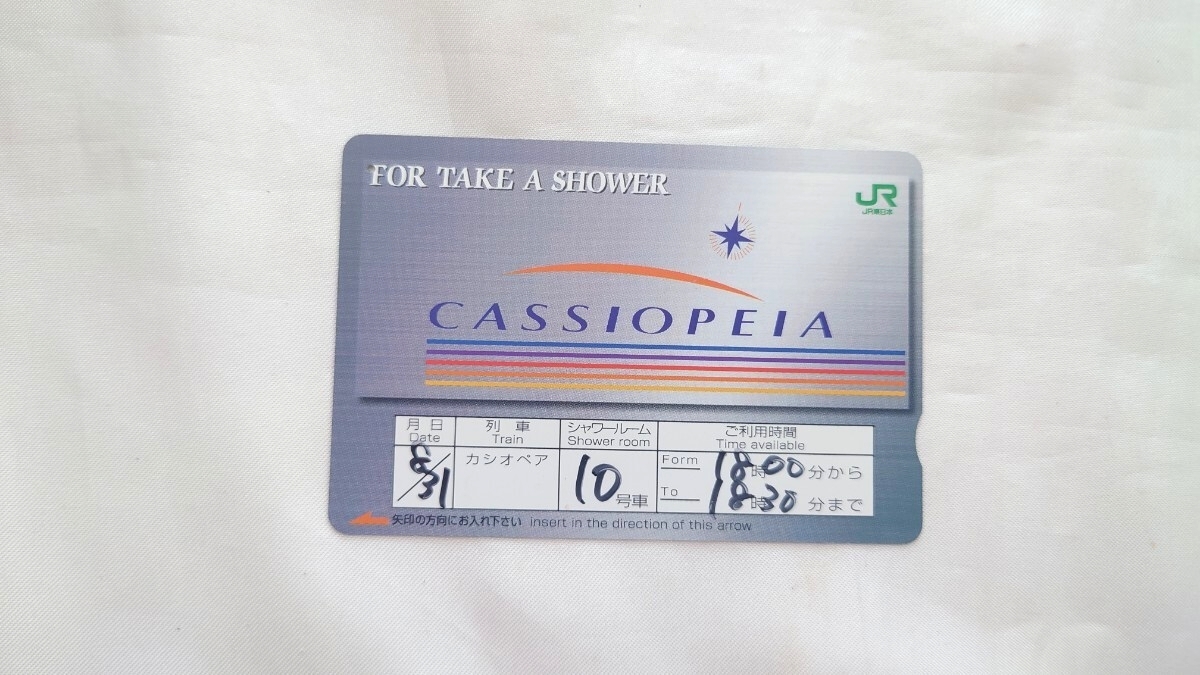 FOR TAKE A SHOWER
JR
JR東日本
CASSIOPEIA
月日 列車 シャワールーム ご利用時間
Date Train Shower room Time available
8/31 カシオペア 10号車 Form 18時00分から
To 18時30分まで
矢印の方向にお入れ下さい insert in the direction of this arrow